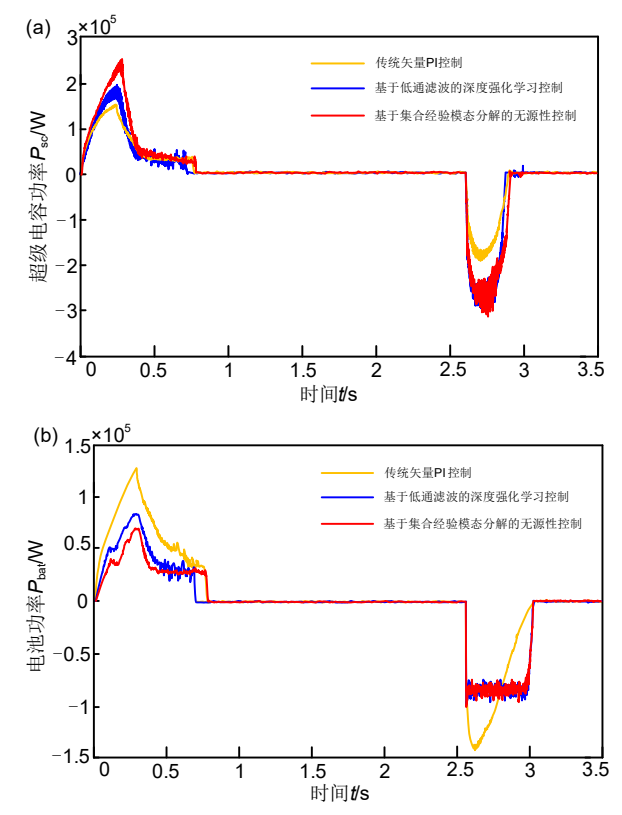 (a)
3×10⁵
2
1
0
−1
−2
−3
−4
超级电容功率Psc/W
传统矢量PI控制
基于低通滤波的深度强化学习控制
基于集合经验模态分解的无源性控制
0 0.5 1 1.5 2 2.5 3 3.5
时间t/s
(b)
1.5×10⁵
1
0.5
0
−0.5
−1
−1.5
电池功率Pbat/W
传统矢量PI控制
基于低通滤波的深度强化学习控制
基于集合经验模态分解的无源性控制
0 0.5 1 1.5 2 2.5 3 3.5
时间t/s